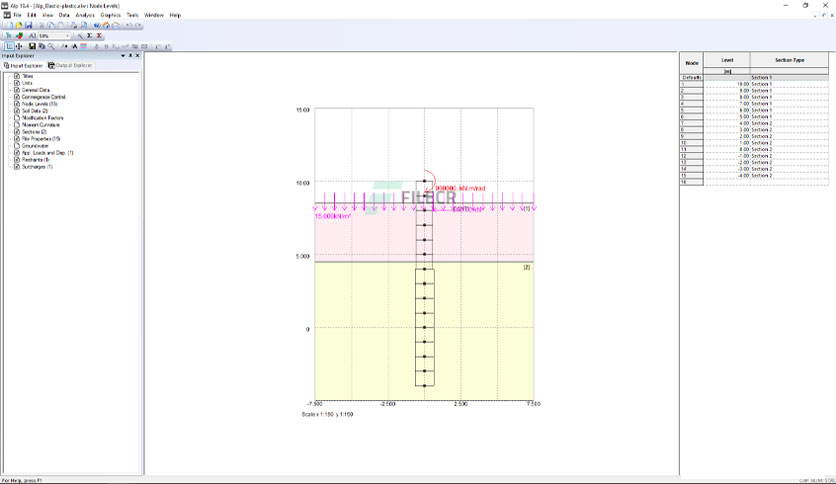 Alp 19.4 - [Alp_Elastic-plastic.alw : Node Levels]
File Edit View Data Analysis Graphics Tools Window Help
50%
Input Explorer
Input Explorer Output Explorer
Titles
Units
General Data
Convergence Control
Node Levels (15)
Soil Data (2)
Modification Factors
Moment Curvature
Sections (2)
Pile Properties (15)
Groundwater
App. Loads and Disp. (1)
Restraints (8)
Surcharges (1)
15.00
10.00
5.000
0
-7.500 -2.500 2.500 7.500
Scale x 1:150 y 1:150
kN.m/rad
FILECR
15.000kN/m²
[1]
[2]
Node Level Section Type
[m]
Defaults Section 1
1 10.00 Section 1
2 9.00 Section 1
3 8.00 Section 1
4 7.00 Section 1
5 6.00 Section 1
6 5.00 Section 1
7 4.00 Section 2
8 3.00 Section 2
9 2.00 Section 2
10 1.00 Section 2
11 0.00 Section 2
12 -1.00 Section 2
13 -2.00 Section 2
14 -3.00 Section 2
15 -4.00 Section 2
16
For Help, press F1